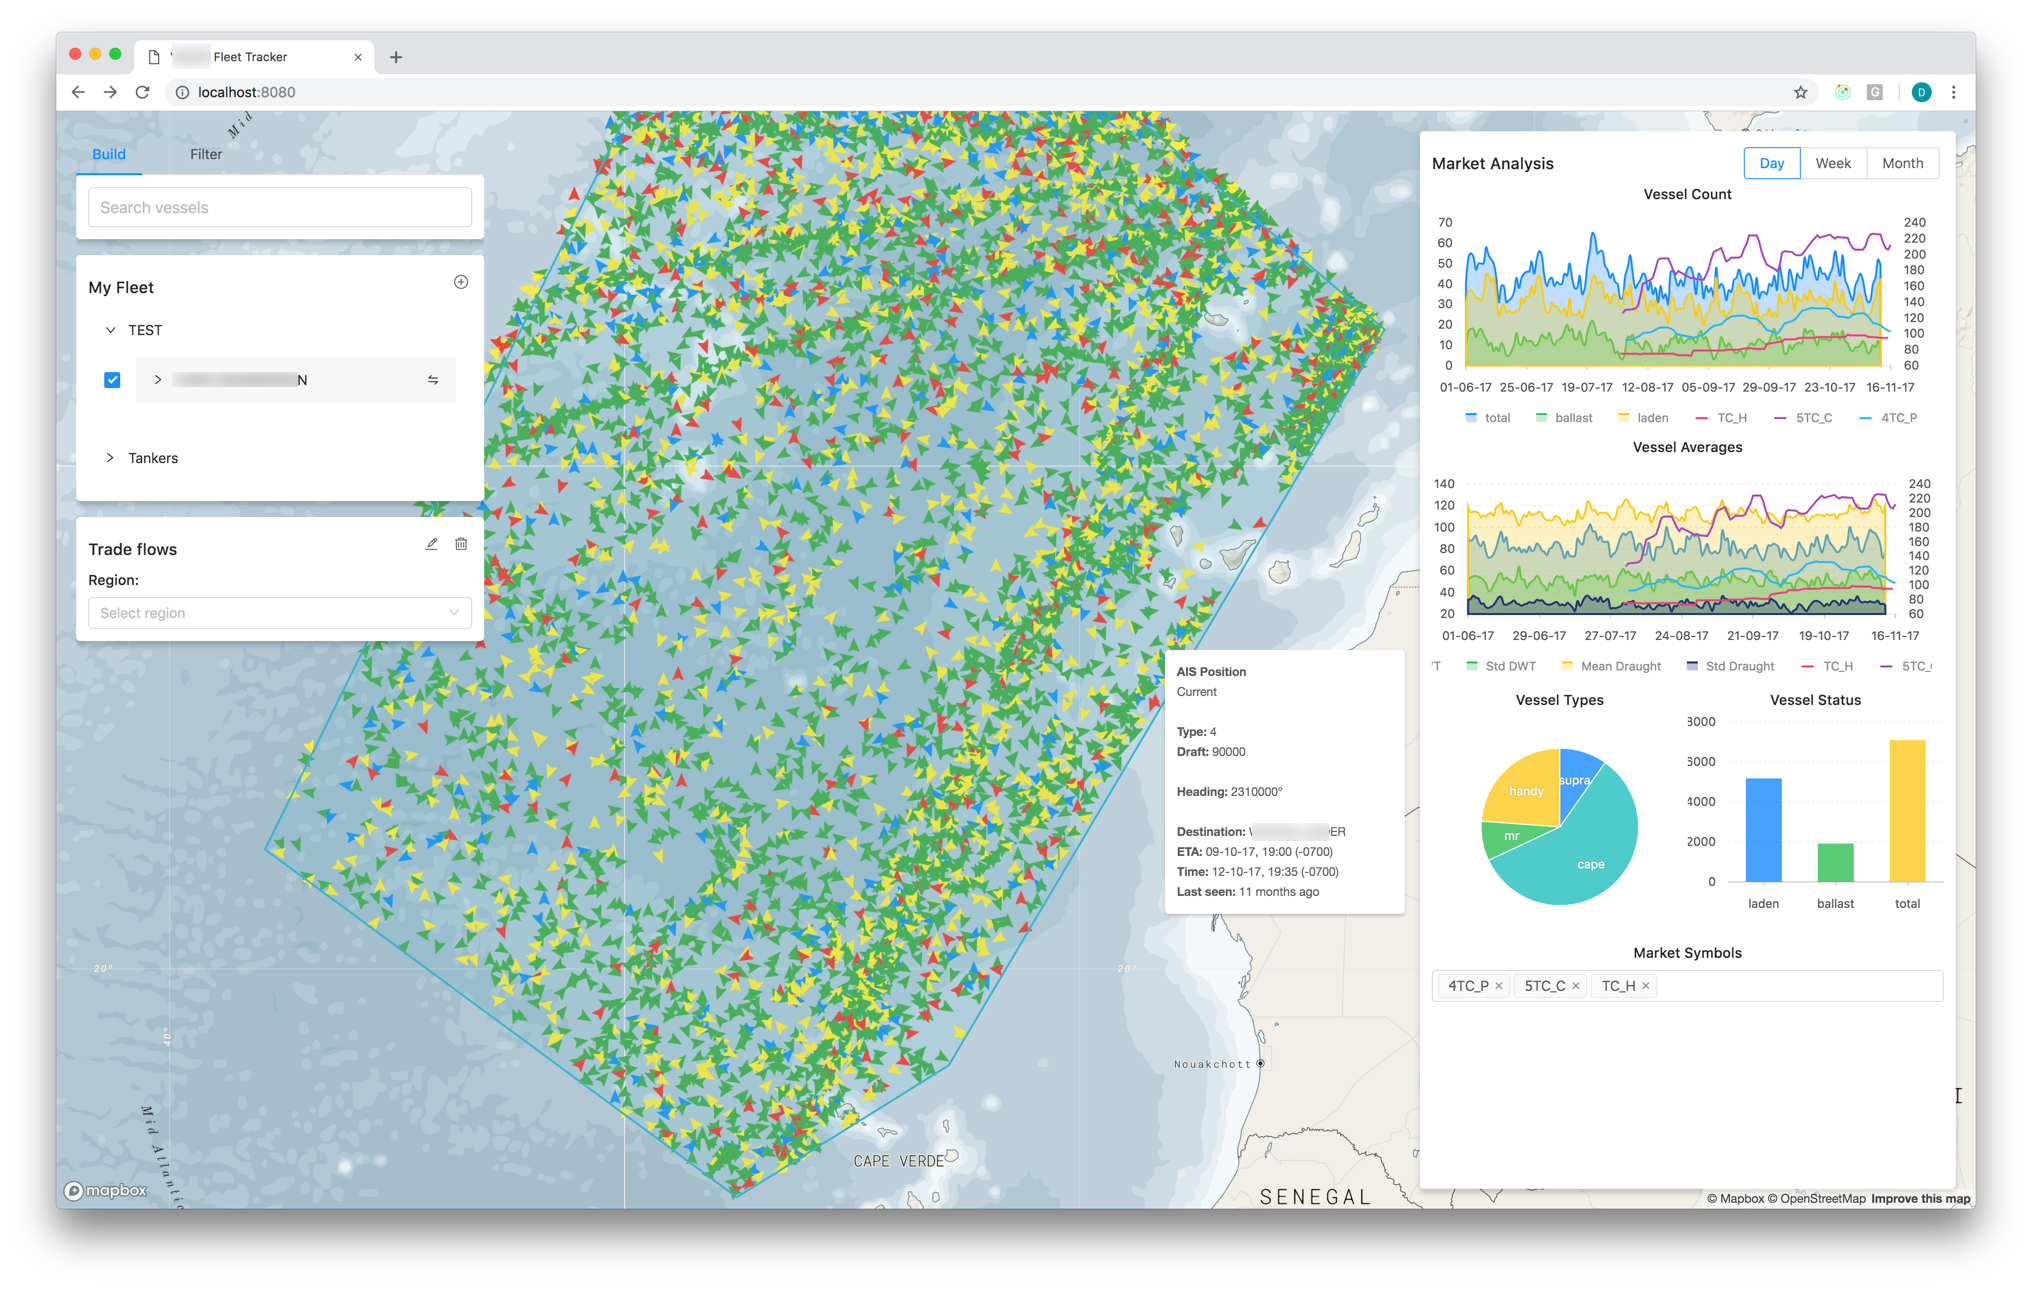 Fleet Tracker
localhost:8080
G
D
Mid
Build
Filter
Search vessels
My Fleet
TEST
N
Tankers
Trade flows
Region:
Select region
AIS Position
Current
Type: 4
Draft: 90000
Heading: 2310000°
Destination: ER
ETA: 09-10-17, 19:00 (-0700)
Time: 12-10-17, 19:35 (-0700)
Last seen: 11 months ago
20°
40°
20°
Mid Atlantic
Nouakchott
CAPE VERDE
SENEGAL
mapbox
Market Analysis
Day
Week
Month
Vessel Count
70
60
50
40
30
20
10
0
240
220
200
180
160
140
120
100
80
60
01-06-17 25-06-17 19-07-17 12-08-17 05-09-17 29-09-17 23-10-17 16-11-17
total ballast laden TC_H 5TC_C 4TC_P
Vessel Averages
140
120
100
80
60
40
20
240
220
200
180
160
140
120
100
80
60
01-06-17 29-06-17 27-07-17 24-08-17 21-09-17 19-10-17 16-11-17
Std DWT Mean Draught Std Draught TC_H 5TC_
Vessel Types
supra
handy
mr
cape
Vessel Status
8000
6000
4000
2000
0
laden ballast total
Market Symbols
4TC_P × 5TC_C × TC_H ×
© Mapbox © OpenStreetMap Improve this map